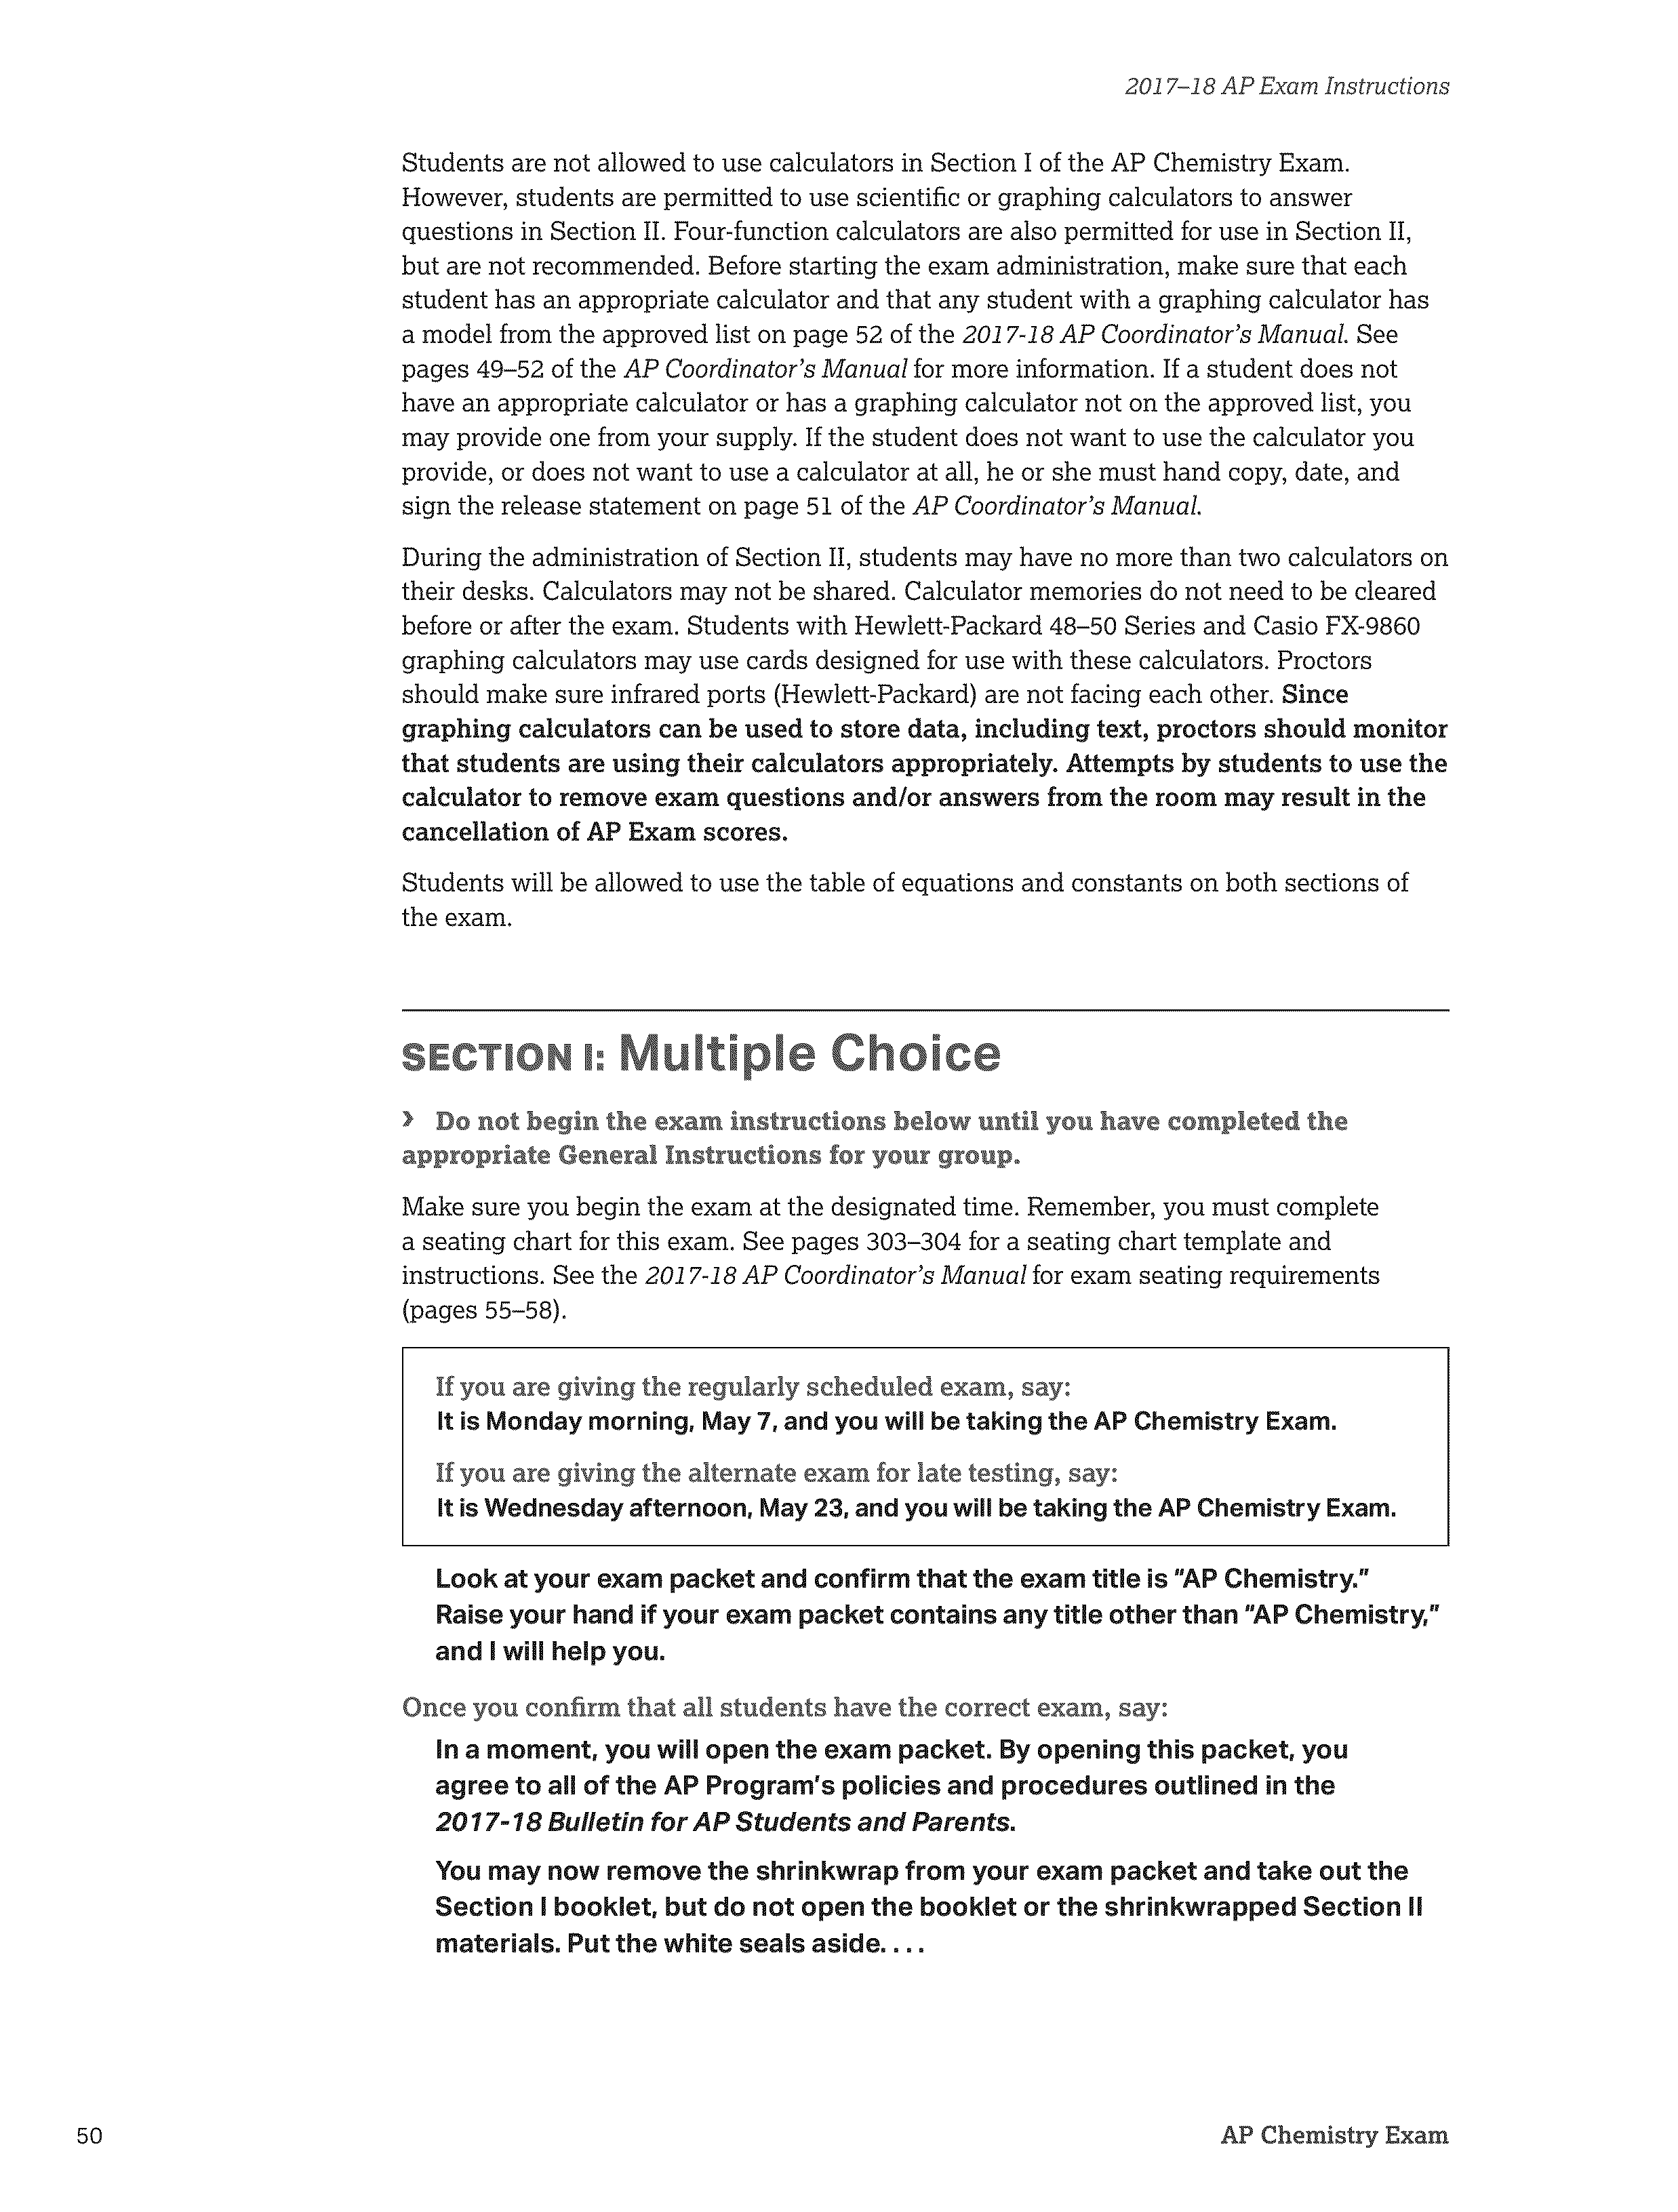 2017–18 AP Exam Instructions
Students are not allowed to use calculators in Section I of the AP Chemistry Exam.
However, students are permitted to use scientific or graphing calculators to answer
questions in Section II. Four-function calculators are also permitted for use in Section II,
but are not recommended. Before starting the exam administration, make sure that each
student has an appropriate calculator and that any student with a graphing calculator has
a model from the approved list on page 52 of the 2017-18 AP Coordinator’s Manual. See
pages 49–52 of the AP Coordinator’s Manual for more information. If a student does not
have an appropriate calculator or has a graphing calculator not on the approved list, you
may provide one from your supply. If the student does not want to use the calculator you
provide, or does not want to use a calculator at all, he or she must hand copy, date, and
sign the release statement on page 51 of the AP Coordinator’s Manual.
During the administration of Section II, students may have no more than two calculators on
their desks. Calculators may not be shared. Calculator memories do not need to be cleared
before or after the exam. Students with Hewlett-Packard 48–50 Series and Casio FX-9860
graphing calculators may use cards designed for use with these calculators. Proctors
should make sure infrared ports (Hewlett-Packard) are not facing each other. Since
graphing calculators can be used to store data, including text, proctors should monitor
that students are using their calculators appropriately. Attempts by students to use the
calculator to remove exam questions and/or answers from the room may result in the
cancellation of AP Exam scores.
Students will be allowed to use the table of equations and constants on both sections of
the exam.
SECTION I: Multiple Choice
› Do not begin the exam instructions below until you have completed the
appropriate General Instructions for your group.
Make sure you begin the exam at the designated time. Remember, you must complete
a seating chart for this exam. See pages 303–304 for a seating chart template and
instructions. See the 2017-18 AP Coordinator’s Manual for exam seating requirements
(pages 55–58).
If you are giving the regularly scheduled exam, say:
It is Monday morning, May 7, and you will be taking the AP Chemistry Exam.
If you are giving the alternate exam for late testing, say:
It is Wednesday afternoon, May 23, and you will be taking the AP Chemistry Exam.
Look at your exam packet and confirm that the exam title is “AP Chemistry.”
Raise your hand if your exam packet contains any title other than “AP Chemistry,”
and I will help you.
Once you confirm that all students have the correct exam, say:
In a moment, you will open the exam packet. By opening this packet, you
agree to all of the AP Program’s policies and procedures outlined in the
2017-18 Bulletin for AP Students and Parents.
You may now remove the shrinkwrap from your exam packet and take out the
Section I booklet, but do not open the booklet or the shrinkwrapped Section II
materials. Put the white seals aside. . . .
50
AP Chemistry Exam